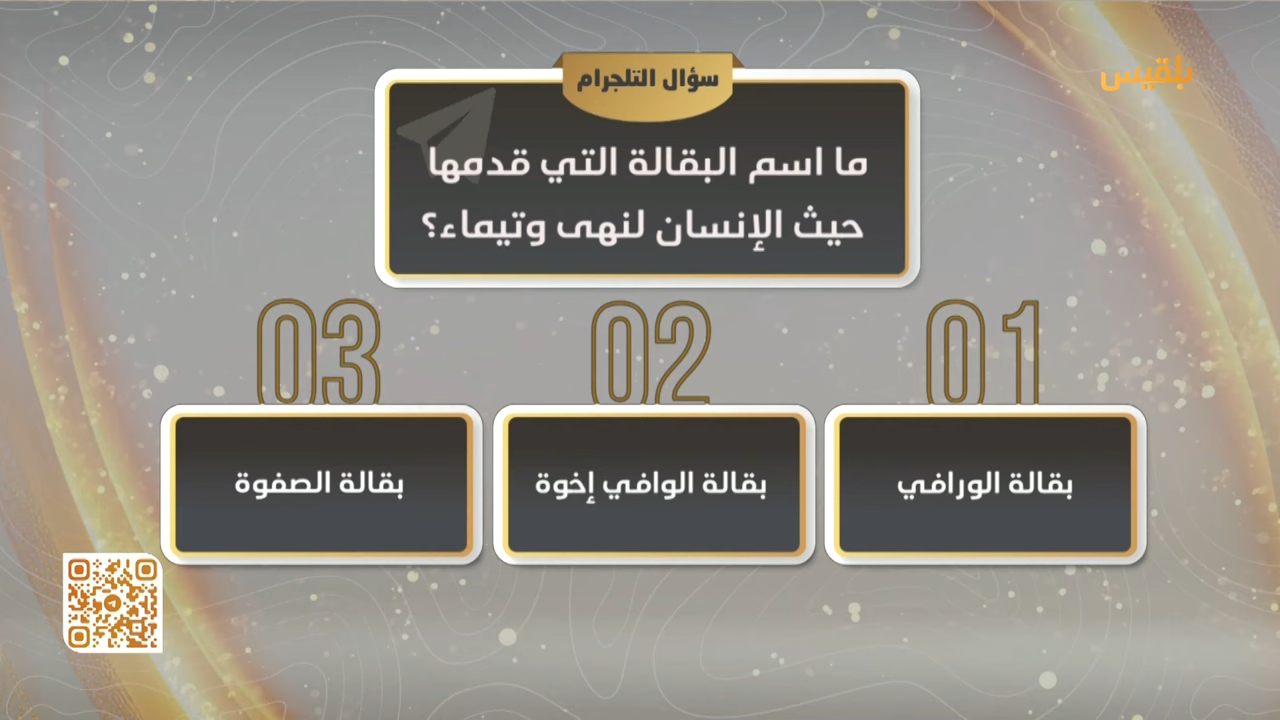 بلقيس
سؤال التلجرام
ما اسم البقالة التي قدمها
حيث الإنسان لنهى وتيماء؟
01
بقالة الورافي
02
بقالة الوافي إخوة
03
بقالة الصفوة